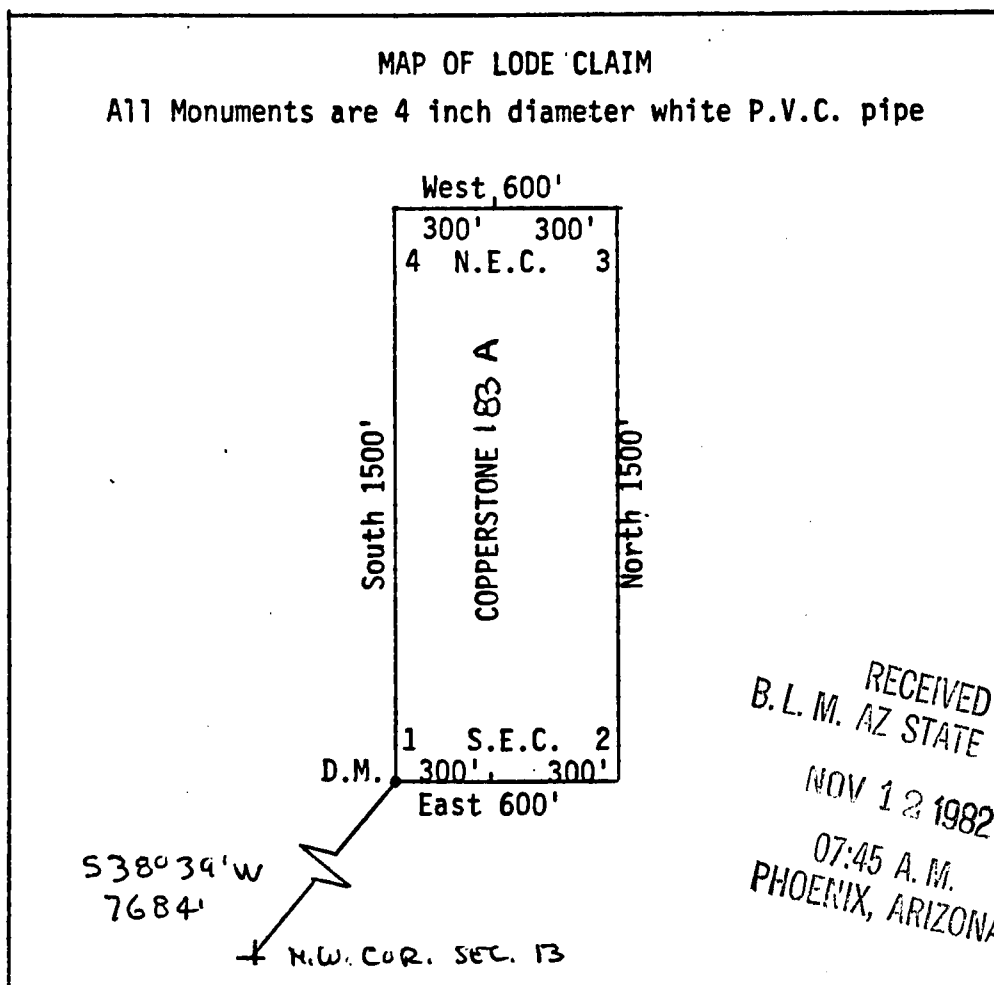 MAP OF LODE CLAIM
All Monuments are 4 inch diameter white P.V.C. pipe
West 600'
300' 300'
4 N.E.C. 3
COPPERSTONE 183 A
South 1500'
North 1500'
1 S.E.C. 2
D.M. 300' 300'
East 600'
S38°39'W
7684'
N.W. COR. SEC. 13
RECEIVED
B.L.M. AZ STATE
NOV 12 1982
07:45 A.M.
PHOENIX, ARIZONA